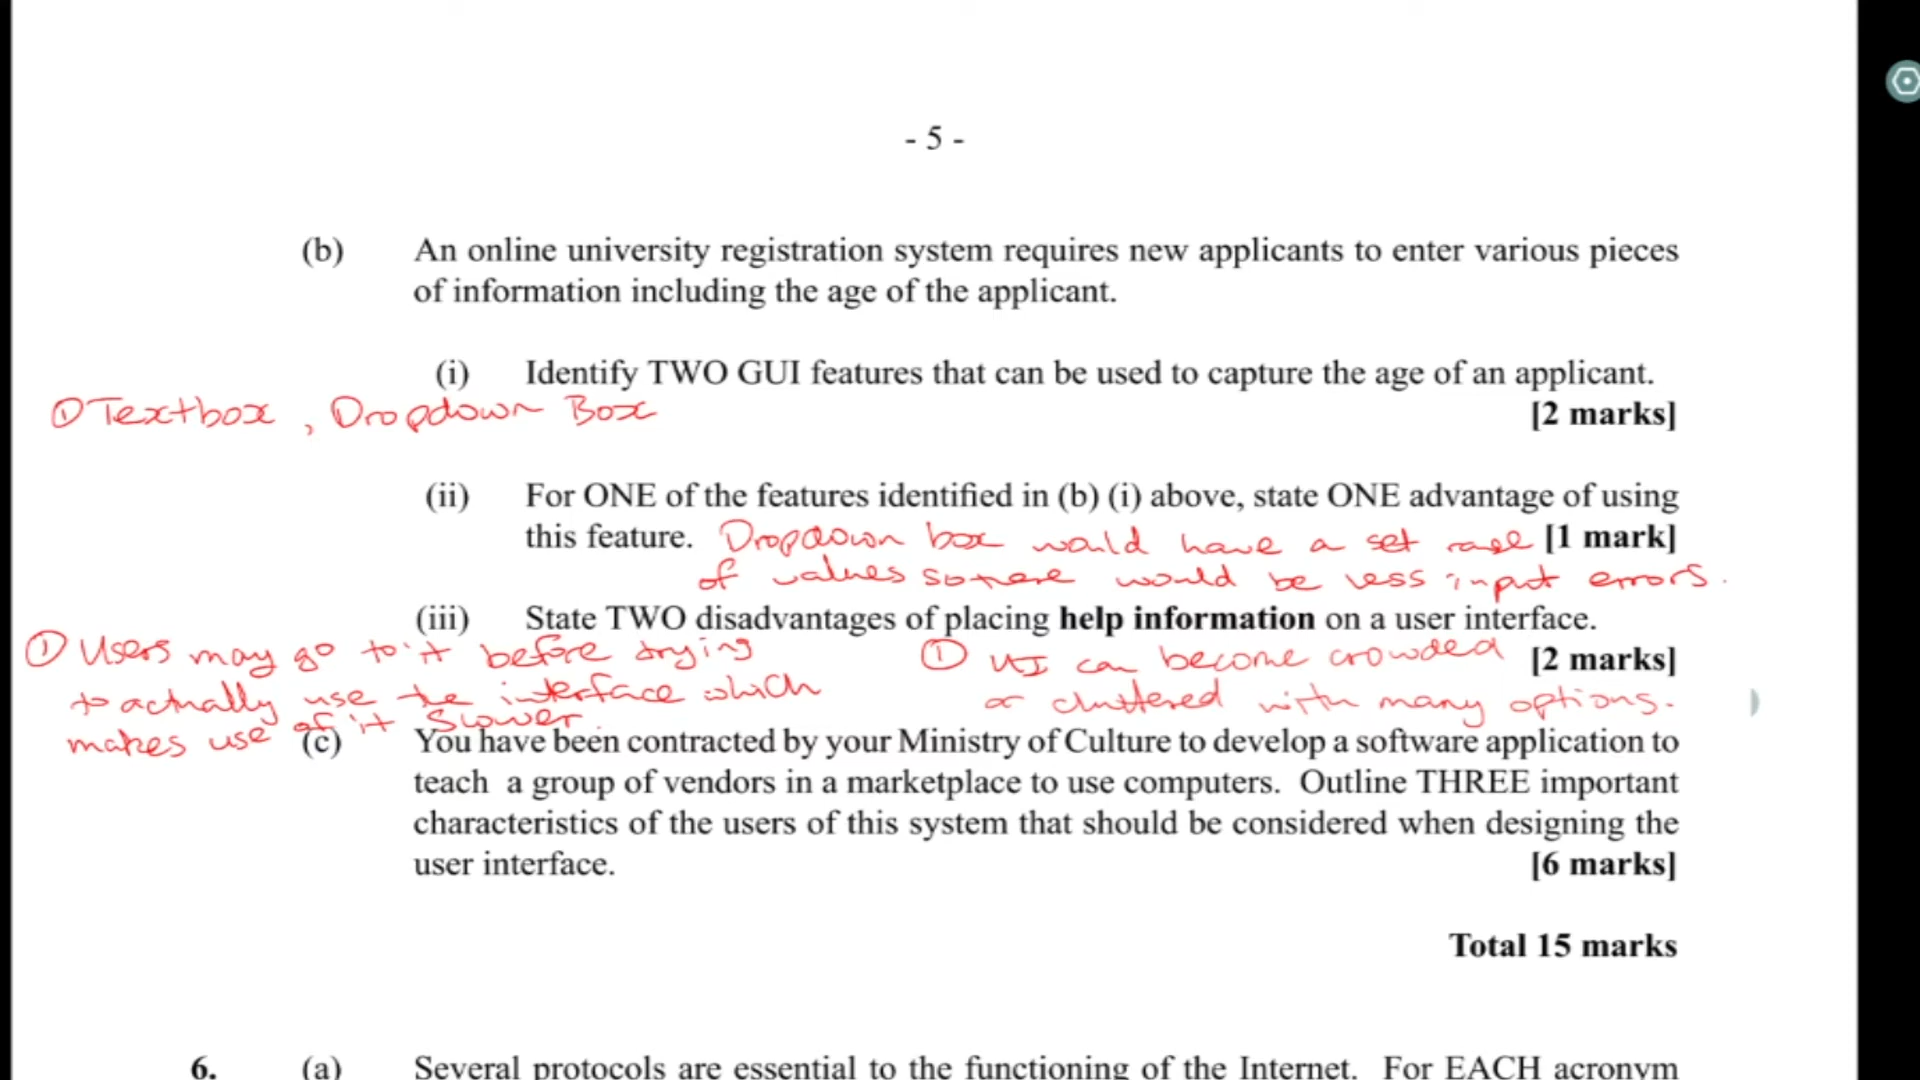 - 5 -
(b) An online university registration system requires new applicants to enter various pieces
of information including the age of the applicant.
(i) Identify TWO GUI features that can be used to capture the age of an applicant.
① Textbox , Dropdown Box [2 marks]
(ii) For ONE of the features identified in (b) (i) above, state ONE advantage of using
this feature. Dropdown box would have a set [1 mark]
of values so there would be less input errors.
(iii) State TWO disadvantages of placing help information on a user interface.
① Users may go to it before trying
to actually use the interface which
makes use of it slower.
① UI can become crowded [2 marks]
or cluttered with many options.
(c) You have been contracted by your Ministry of Culture to develop a software application to
teach a group of vendors in a marketplace to use computers. Outline THREE important
characteristics of the users of this system that should be considered when designing the
user interface. [6 marks]
Total 15 marks
6. (a) Several protocols are essential to the functioning of the Internet. For EACH acronym